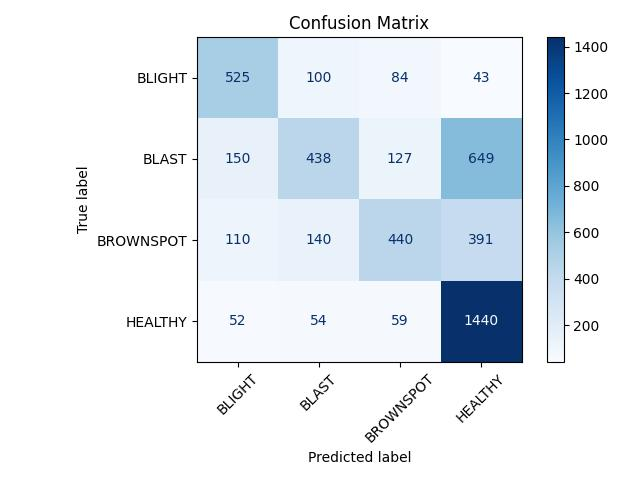 Confusion Matrix
True label
BLIGHT 525 100 84 43
BLAST 150 438 127 649
BROWNSPOT 110 140 440 391
HEALTHY 52 54 59 1440
BLIGHT BLAST BROWNSPOT HEALTHY
Predicted label
1400
1200
1000
800
600
400
200